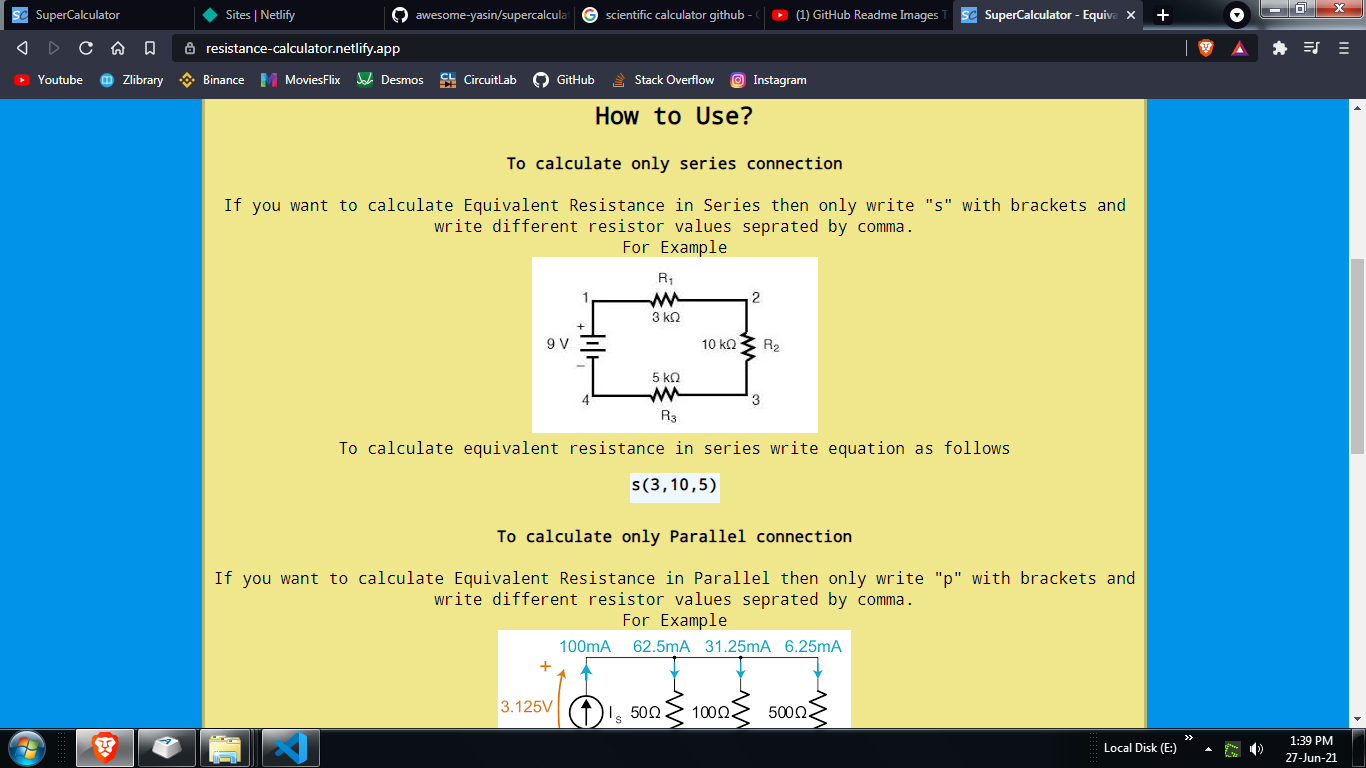 SuperCalculator
Sites | Netlify
awesome-yasin/supercalcula
scientific calculator github -
(1) GitHub Readme Images T
SC SuperCalculator - Equiva
resistance-calculator.netlify.app
Youtube
Zlibrary
Binance
MoviesFlix
Desmos
CL CircuitLab
GitHub
Stack Overflow
Instagram
How to Use?
To calculate only series connection
If you want to calculate Equivalent Resistance in Series then only write "s" with brackets and
write different resistor values seprated by comma.
For Example
R1
1
2
3 kΩ
+
9 V
10 kΩ
R2
−
5 kΩ
4
3
R3
To calculate equivalent resistance in series write equation as follows
s(3,10,5)
To calculate only Parallel connection
If you want to calculate Equivalent Resistance in Parallel then only write "p" with brackets and
write different resistor values seprated by comma.
For Example
100mA 62.5mA 31.25mA 6.25mA
+
3.125V
IS 50Ω 100Ω 500Ω
Local Disk (E:)
1:39 PM
27-Jun-21